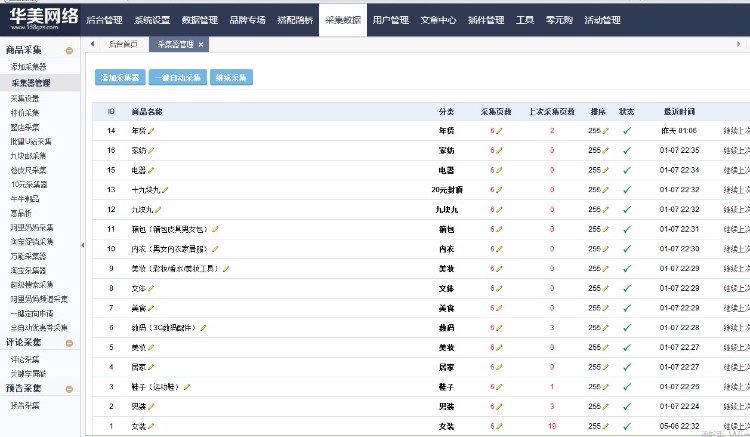 华美网络 后台管理 系统设置 数据管理 品牌专场 搭配鹊桥 采集数据 用户管理 文章中心 插件管理 工具 零元购 活动管理
商品采集
后台首页 采集器管理 ×
添加采集器
采集器管理
采集设置
特价采集
整店采集
批量U站采集
九块邮采集
卷皮尺采集
10元采集器
牛牛制品
惠品折
阿里妈妈采集
淘宝促销采集
万能采集器
淘宝采集器
超级搜索采集
阿里妈妈频道采集
一键定向申请
全自动优惠劵采集
评论采集
评论采集
关键字屏蔽
预告采集
预告采集
添加采集器 一键自动采集 继续采集
ID 商品名称 分类 采集页数 上次采集页数 排序 状态 最近时间
14 年货 年货 6 2 255 昨天 01:06 继续上次
16 家纺 家纺 6 0 255 01-07 22:35 继续上次
15 电器 电器 6 0 255 01-07 22:34 继续上次
13 十九块九 20元封顶 6 0 255 01-07 22:32 继续上次
12 九块九 九块九 6 0 255 01-07 22:32 继续上次
11 箱包（箱包皮具男女包） 箱包 6 0 255 01-07 22:31 继续上次
10 内衣（男女内衣家居服） 内衣 6 0 255 01-07 22:30 继续上次
9 美妆（彩妆/香水/美妆工具） 美妆 6 0 255 01-07 22:29 继续上次
8 文体 文体 6 0 255 01-07 22:29 继续上次
7 美食 美食 6 0 255 01-07 22:29 继续上次
6 数码（3C数码配件） 数码 6 3 255 01-07 22:28 继续上次
5 美妆 美妆 6 0 255 01-07 22:27 继续上次
4 居家 居家 6 0 255 01-07 22:27 继续上次
3 鞋子（运动鞋） 鞋子 6 1 255 01-07 22:26 继续上次
2 男装 男装 6 3 255 01-07 22:24 继续上次
1 女装 女装 6 19 255 05-06 22:32 继续上次